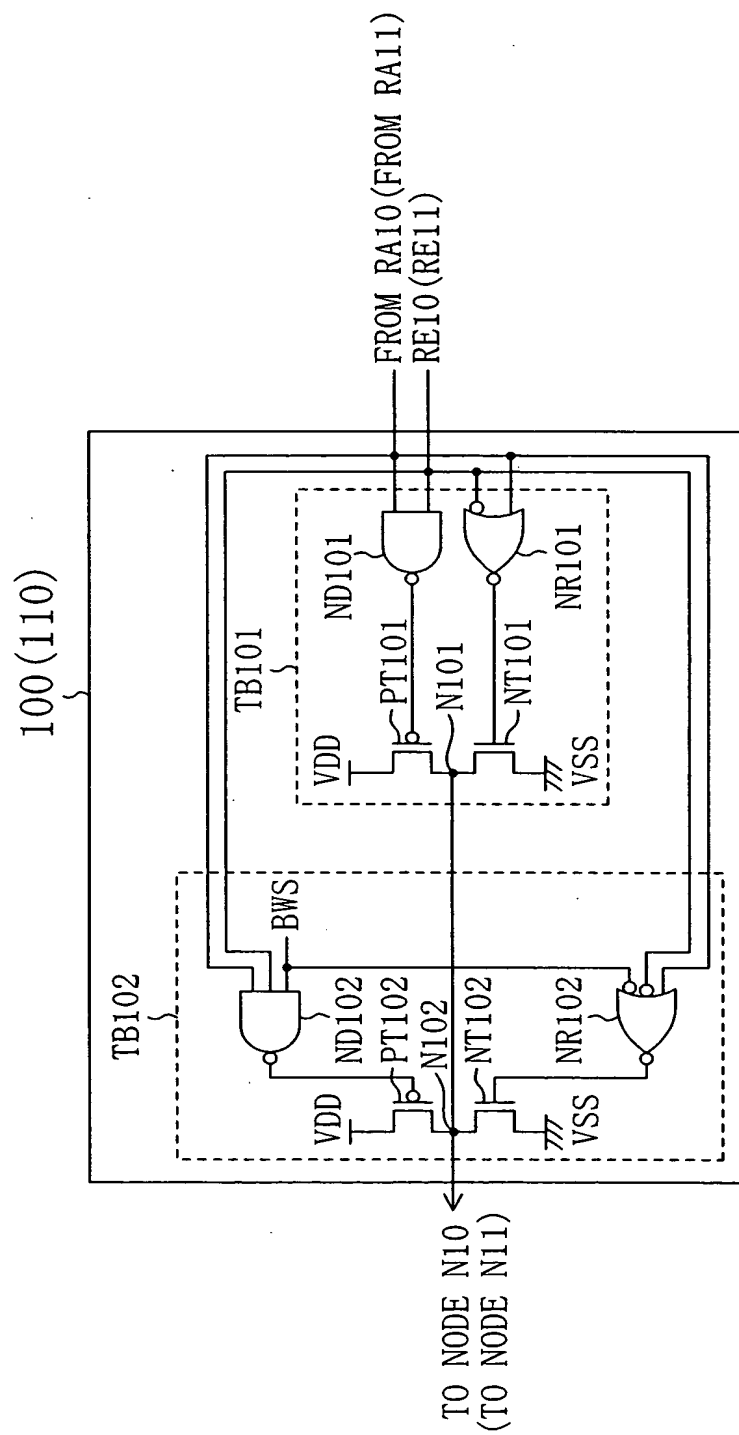 100(110)
TB102
BWS
ND102
VDD
PT102
N102
NT102
VSS
NR102
TB101
VDD
PT101
N101
NT101
VSS
ND101
NR101
FROM RA10(FROM RA11)
RE10(RE11)
TO NODE N10
(TO NODE N11)